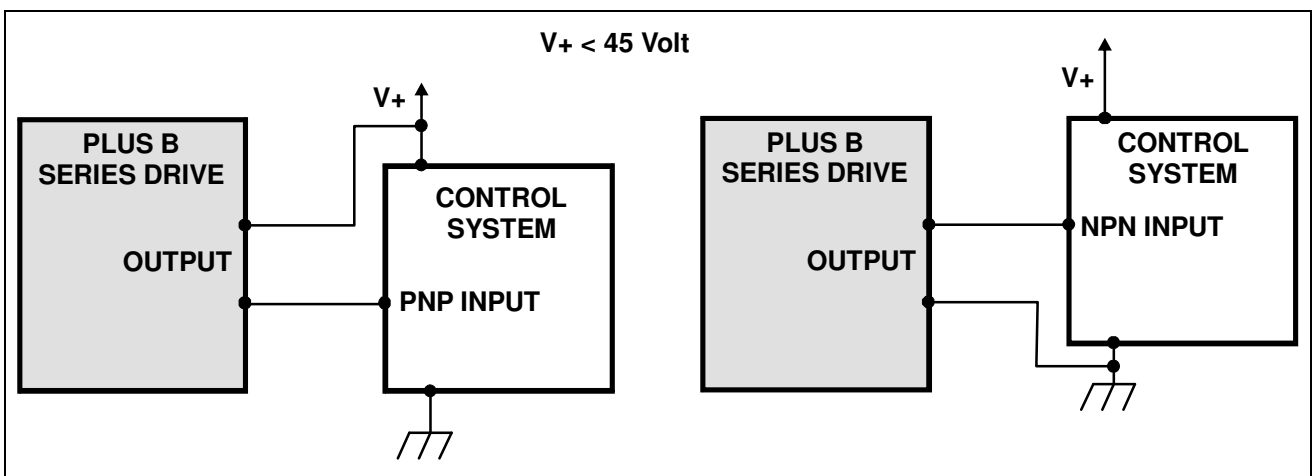 V+ < 45 Volt
V+
PLUS B
SERIES DRIVE
OUTPUT
CONTROL
SYSTEM
PNP INPUT
V+
PLUS B
SERIES DRIVE
OUTPUT
CONTROL
SYSTEM
NPN INPUT